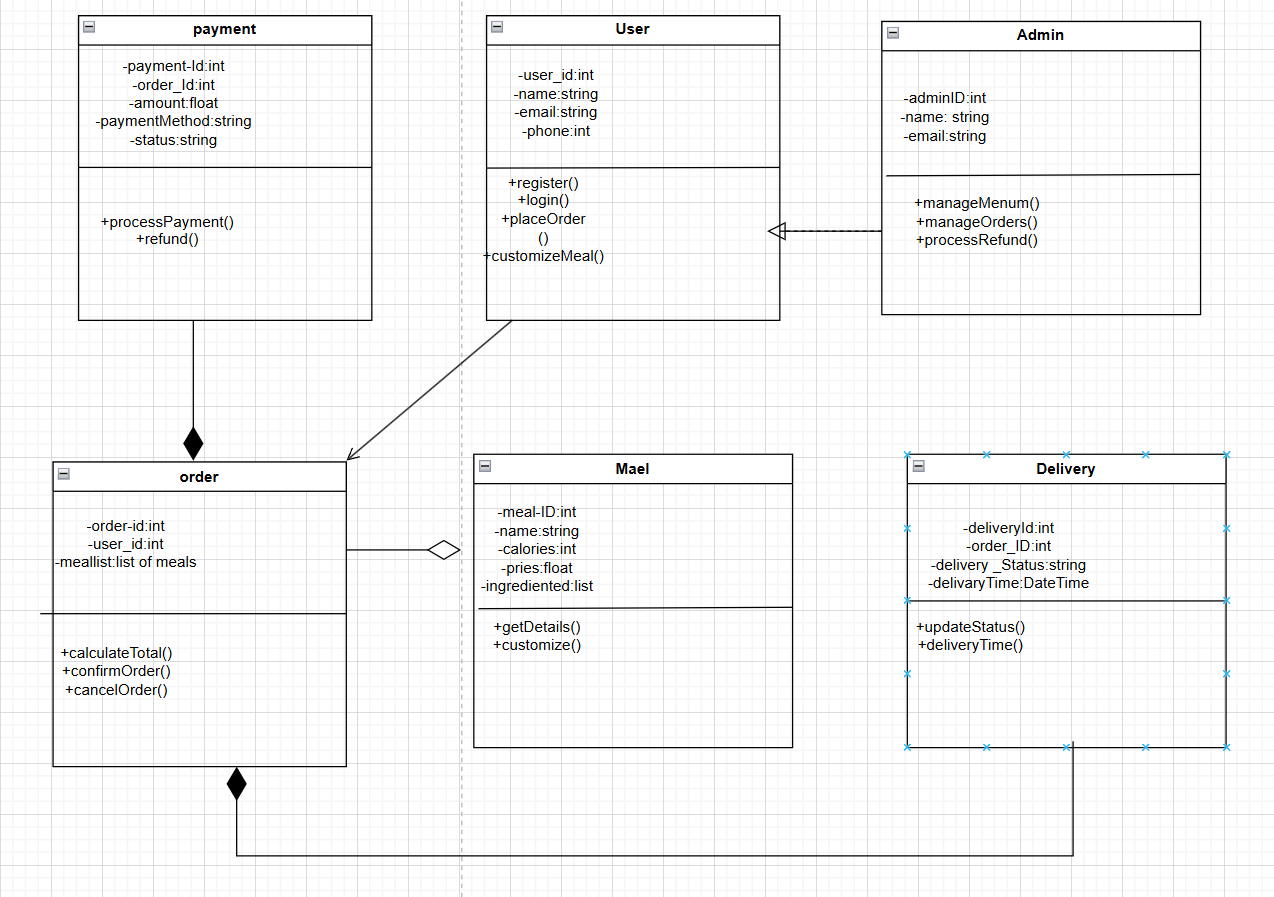 payment
-payment-Id:int
-order_Id:int
-amount:float
-paymentMethod:string
-status:string
+processPayment()
+refund()
User
-user_id:int
-name:string
-email:string
-phone:int
+register()
+login()
+placeOrder
()
+customizeMeal()
Admin
-adminID:int
-name: string
-email:string
+manageMenum()
+manageOrders()
+processRefund()
order
-order-id:int
-user_id:int
-meallist:list of meals
+calculateTotal()
+confirmOrder()
+cancelOrder()
Mael
-meal-ID:int
-name:string
-calories:int
-pries:float
-ingrediented:list
+getDetails()
+customize()
Delivery
-deliveryId:int
-order_ID:int
-delivery _Status:string
-delivaryTime:DateTime
+updateStatus()
+deliveryTime()